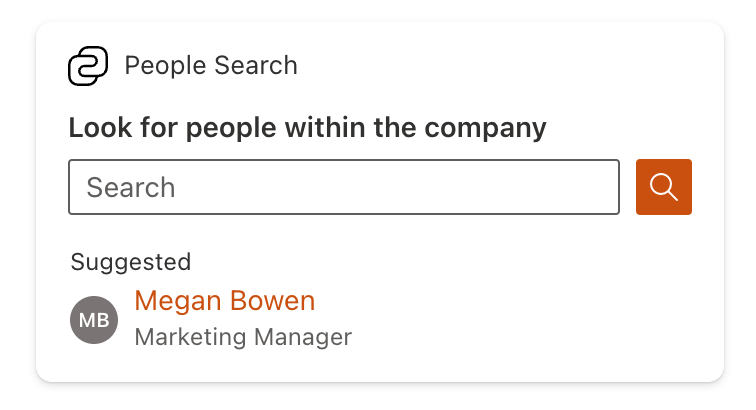 People Search
Look for people within the company
Search
Suggested
MB
Megan Bowen
Marketing Manager